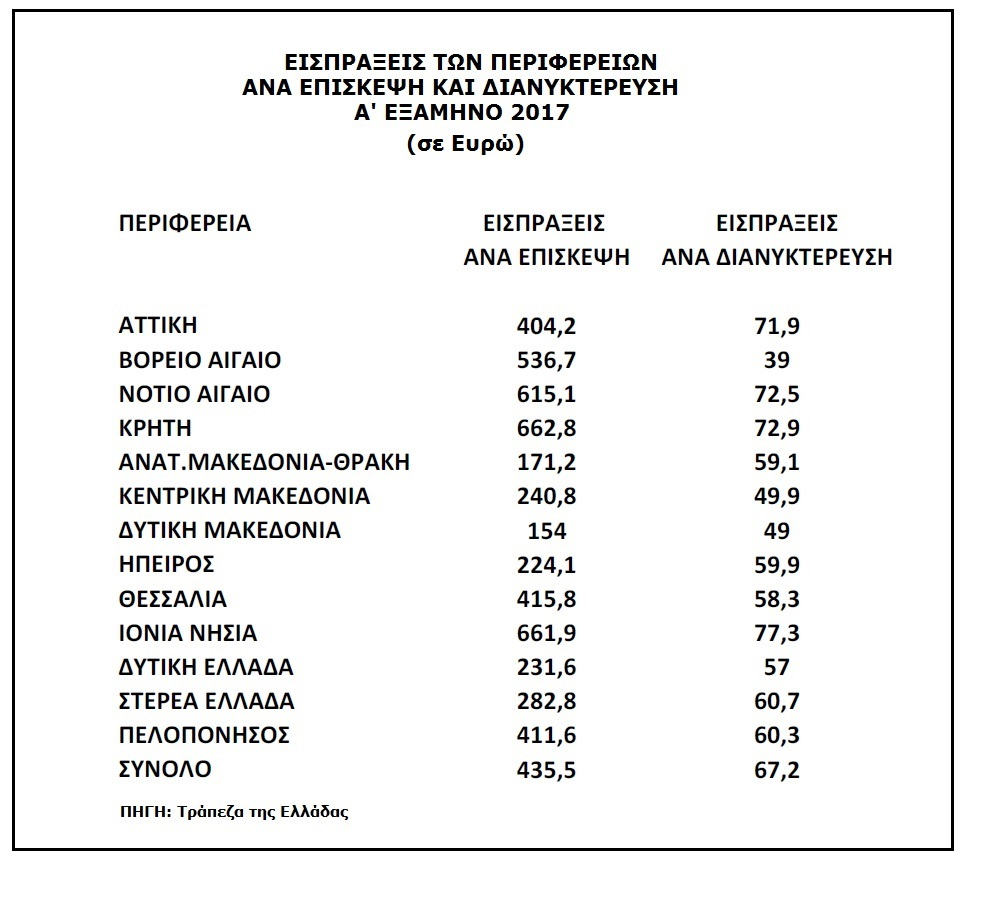 ΕΙΣΠΡΑΞΕΙΣ ΤΩΝ ΠΕΡΙΦΕΡΕΙΩΝ
ΑΝΑ ΕΠΙΣΚΕΨΗ ΚΑΙ ΔΙΑΝΥΚΤΕΡΕΥΣΗ
Α' ΕΞΑΜΗΝΟ 2017
(σε Ευρώ)
ΠΕΡΙΦΕΡΕΙΑ ΕΙΣΠΡΑΞΕΙΣ ΕΙΣΠΡΑΞΕΙΣ
ΑΝΑ ΕΠΙΣΚΕΨΗ ΑΝΑ ΔΙΑΝΥΚΤΕΡΕΥΣΗ
ΑΤΤΙΚΗ 404,2 71,9
ΒΟΡΕΙΟ ΑΙΓΑΙΟ 536,7 39
ΝΟΤΙΟ ΑΙΓΑΙΟ 615,1 72,5
ΚΡΗΤΗ 662,8 72,9
ΑΝΑΤ.ΜΑΚΕΔΟΝΙΑ-ΘΡΑΚΗ 171,2 59,1
ΚΕΝΤΡΙΚΗ ΜΑΚΕΔΟΝΙΑ 240,8 49,9
ΔΥΤΙΚΗ ΜΑΚΕΔΟΝΙΑ 154 49
ΗΠΕΙΡΟΣ 224,1 59,9
ΘΕΣΣΑΛΙΑ 415,8 58,3
ΙΟΝΙΑ ΝΗΣΙΑ 661,9 77,3
ΔΥΤΙΚΗ ΕΛΛΑΔΑ 231,6 57
ΣΤΕΡΕΑ ΕΛΛΑΔΑ 282,8 60,7
ΠΕΛΟΠΟΝΗΣΟΣ 411,6 60,3
ΣΥΝΟΛΟ 435,5 67,2
ΠΗΓΗ: Τράπεζα της Ελλάδας